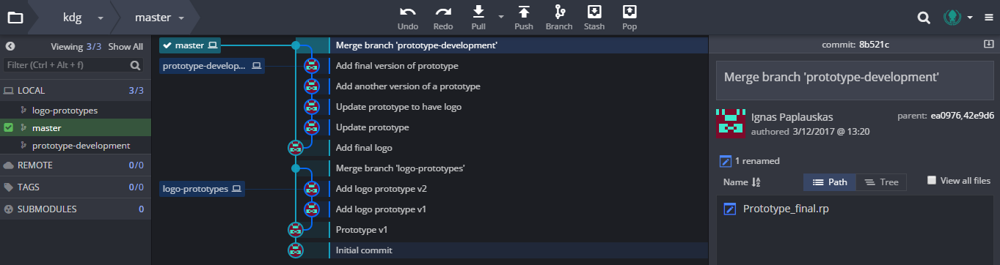 kdg
master
Undo
Redo
Pull
Push
Branch
Stash
Pop
Viewing 3/3 Show All
Filter (Ctrl + Alt + f)
LOCAL 3/3
logo-prototypes
master
prototype-development
REMOTE 0/0
TAGS 0/0
SUBMODULES 0
master Merge branch 'prototype-development'
prototype-develop... Add final version of prototype
Add another version of a prototype
Update prototype to have logo
Update prototype
Add final logo
Merge branch 'logo-prototypes'
logo-prototypes Add logo prototype v2
Add logo prototype v1
Prototype v1
Initial commit
commit: 8b521c
Merge branch 'prototype-development'
Ignas Paplauskas parent: ea0976,42e9d6
authored 3/12/2017 @ 13:20
1 renamed
Name Path Tree View all files
Prototype_final.rp